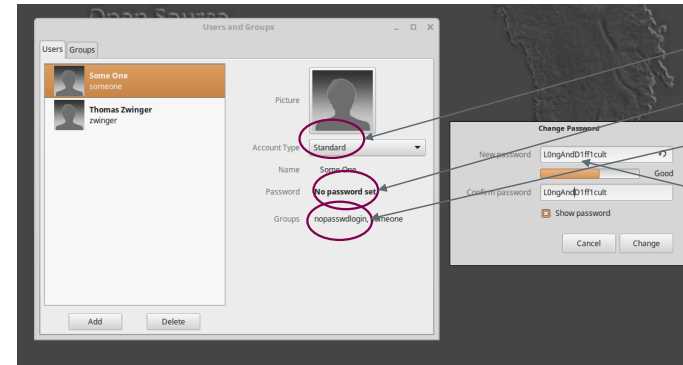 Open Source
Users and Groups
Users Groups
Some One
someone
Thomas Zwinger
zwinger
Picture
Account Type Standard
Name Some One
Password No password set
Groups nopasswdlogin, someone
Add Delete
Change Password
New password L0ngAndD1ff1cult
Good
Confirm password L0ngAndD1ff1cult
Show password
Cancel Change